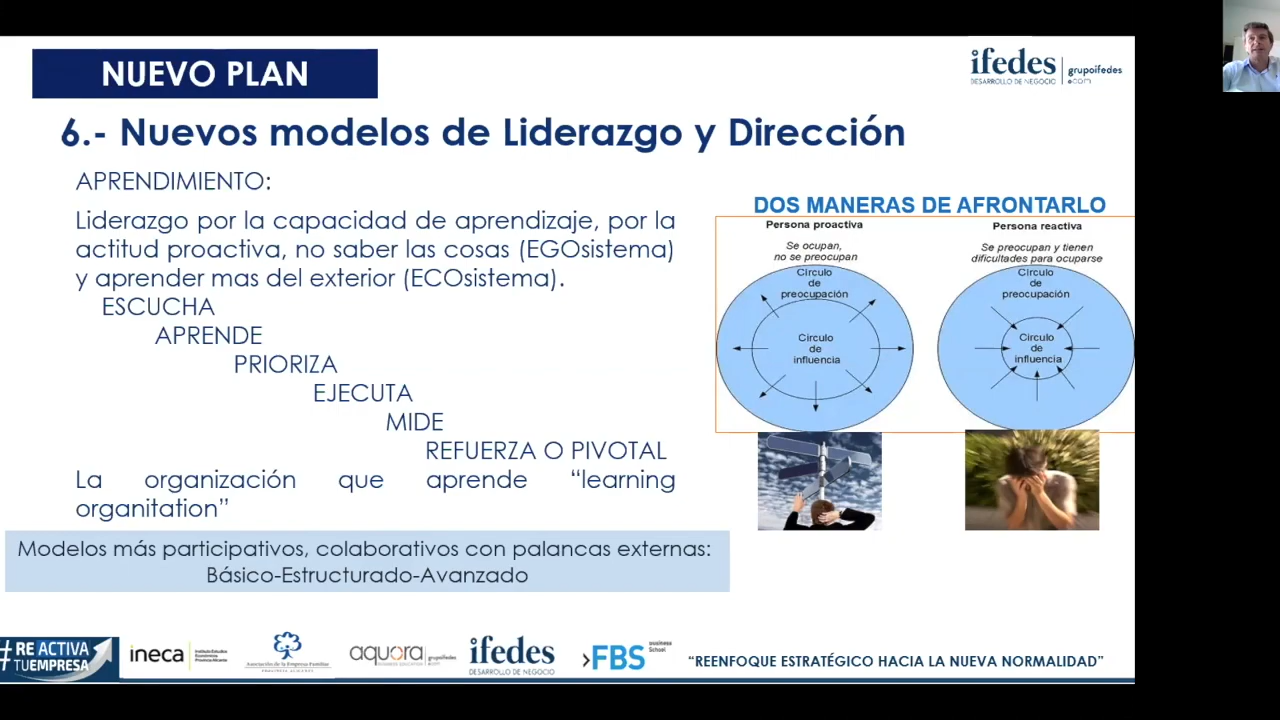 NUEVO PLAN
ifedes
DESARROLLO DE NEGOCIO
grupoifedes
.com
6.- Nuevos modelos de Liderazgo y Dirección
APRENDIMIENTO:
Liderazgo por la capacidad de aprendizaje, por la
actitud proactiva, no saber las cosas (EGOsistema)
y aprender mas del exterior (ECOsistema).
ESCUCHA
APRENDE
PRIORIZA
EJECUTA
MIDE
REFUERZA O PIVOTAL
La organización que aprende “learning
organitation”
Modelos más participativos, colaborativos con palancas externas:
Básico-Estructurado-Avanzado
DOS MANERAS DE AFRONTARLO
Persona proactiva
Se ocupan,
no se preocupan
Círculo
de
preocupación
Círculo
de
influencia
Persona reactiva
Se preocupan y tienen
dificultades para ocuparse
Círculo
de
preocupación
Círculo
de
influencia
#REACTIVA
TUEMPRESA
ineca
Instituto Estudios
Económicos
Provincia Alicante
Asociación de la Empresa Familiar
aquora
BUSINESS EDUCATION
grupoifedes
.com
ifedes
DESARROLLO DE NEGOCIO
FBS
Business
School
“REENFOQUE ESTRATÉGICO HACIA LA NUEVA NORMALIDAD”